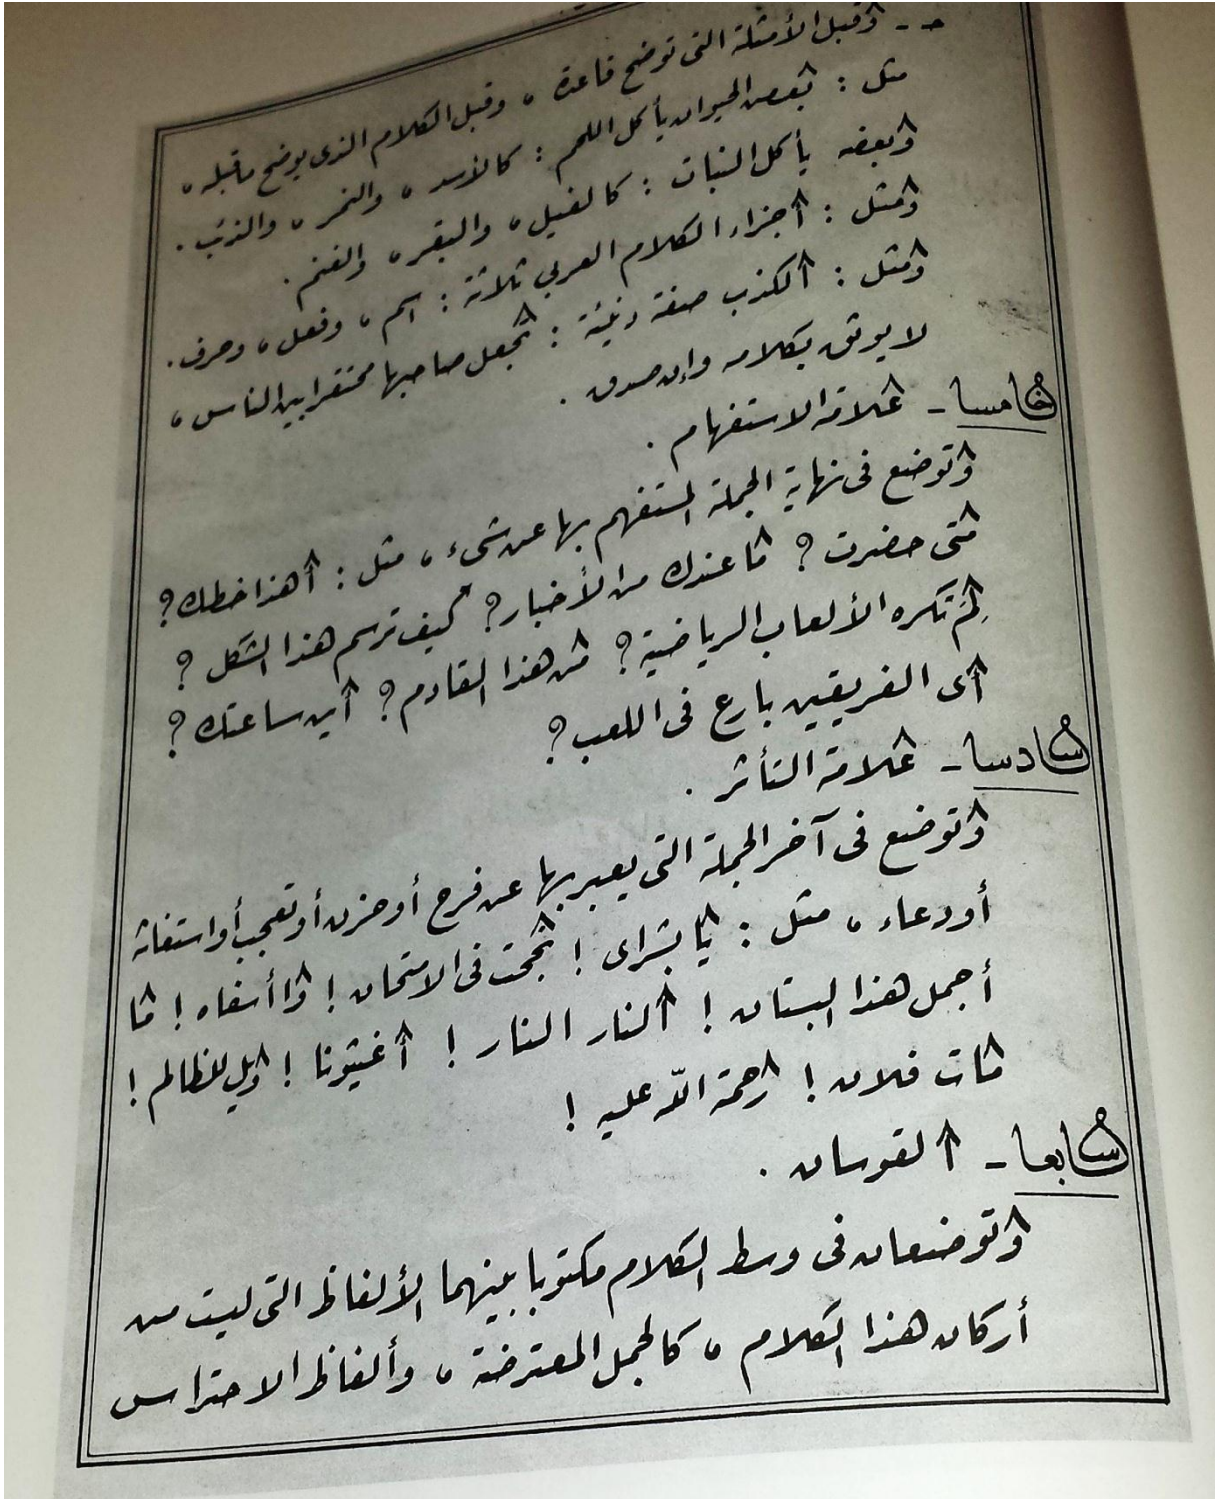 ﺣ - وقبل الأمثلة التى توضح قاعدة ، وقبل الكلام الذى يوضح ما قبله ،
مثل : بعض الحيوان يأكل اللحم : كالأسد ، والنمر ، والذئب .
وبعضه يأكل النبات : كالفيل ، والبقر ، والغنم .
ومثل : أجزاء الكلام العربى ثلاثة : اسم ، وفعل ، وحرف .
ومثل : الكذب صفة دنيئة : تجعل صاحبها محتقرا بين الناس ،
لا يوثق بكلامه وإن صدق .
خامسا - علامة الاستفهام .
وتوضع فى نهاية الجملة المستفهم بها عن شىء ، مثل : أهذا خطك ؟
متى حضرت ؟ ما عندك من الأخبار ؟ كيف ترسم هذا الشكل ؟
لِمَ تكره الألعاب الرياضية ؟ من هذا القادم ؟ أين ساعتك ؟
أى الفريقين بارع فى اللعب ؟
سادسا - علامة التأثر .
وتوضع فى آخر الجملة التى يعبر بها عن فرح أو حزن أو تعجب أو استغاثة
أو دعاء ، مثل : يا بشراى ! نجحت فى الامتحان ! وا أسفاه ! ما
أجمل هذا البستان ! النار النار ! أغيثونا ! ويل للظالم !
مات فلان ! رحمة الله عليه !
سابعا - القوسان .
وتوضعان فى وسط الكلام مكتوبا بينهما الألفاظ التى ليست من
أركان هذا الكلام ، كالجمل المعترضة ، وألفاظ الاحتراس